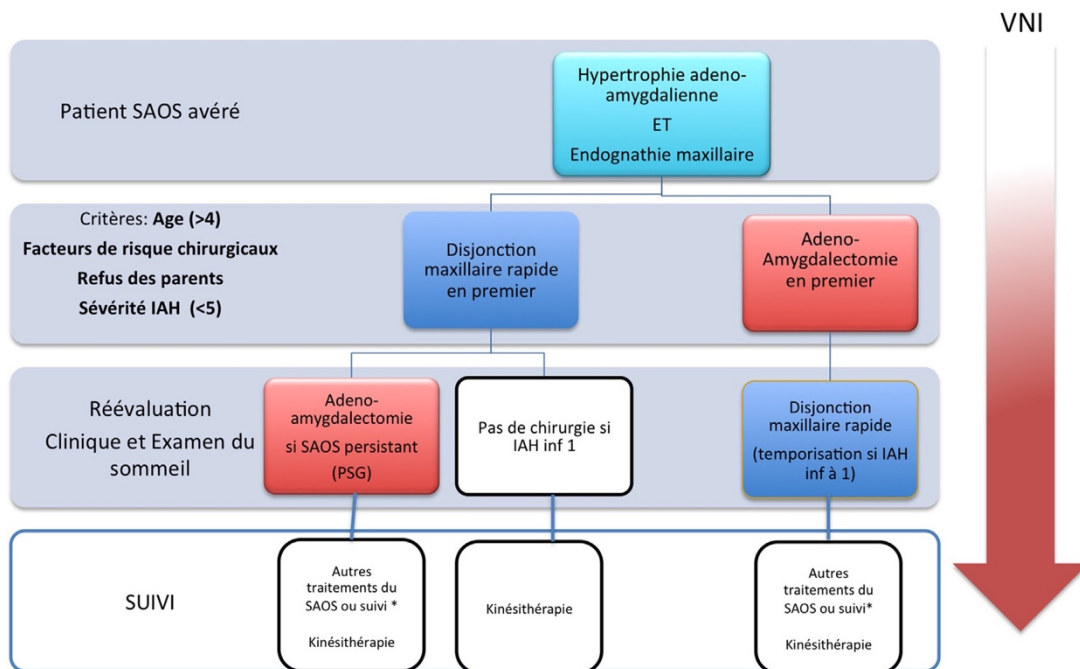 VNI
Patient SAOS avéré
Hypertrophie adeno-
amygdalienne
ET
Endognathie maxillaire
Critères: Age (>4)
Facteurs de risque chirurgicaux
Refus des parents
Sévérité IAH (<5)
Disjonction
maxillaire rapide
en premier
Adeno-
Amygdalectomie
en premier
Réévaluation
Clinique et Examen du
sommeil
Adeno-
amygdalectomie
si SAOS persistant
(PSG)
Pas de chirurgie si
IAH inf 1
Disjonction
maxillaire rapide
(temporisation si IAH
inf à 1)
SUIVI
Autres
traitements du
SAOS ou suivi *
Kinésithérapie
Kinésithérapie
Autres
traitements du
SAOS ou suivi*
Kinésithérapie